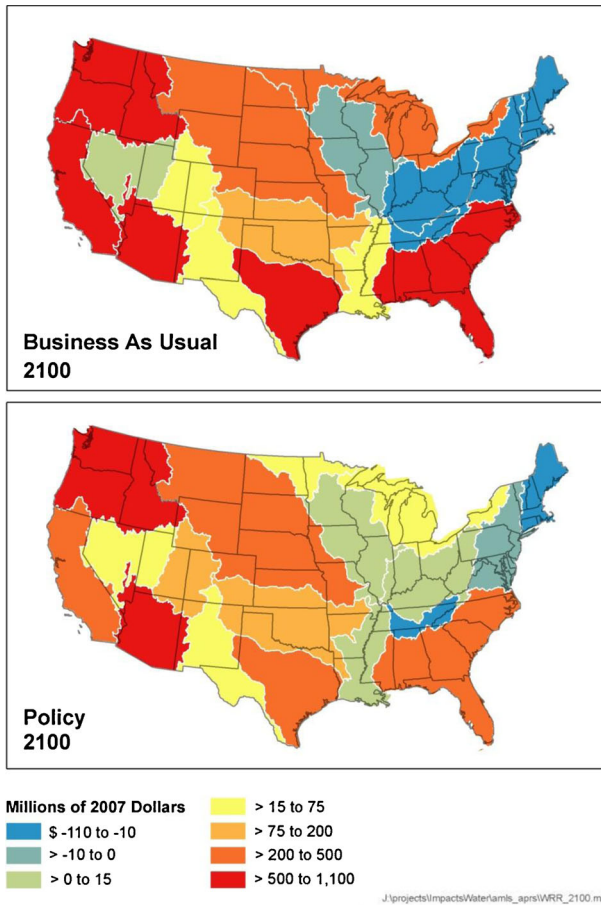 Business As Usual
2100
Policy
2100
Millions of 2007 Dollars
$ -110 to -10
> -10 to 0
> 0 to 15
> 15 to 75
> 75 to 200
> 200 to 500
> 500 to 1,100
J:\projects\ImpactsWater\amis_aprs\WRR_2100.m